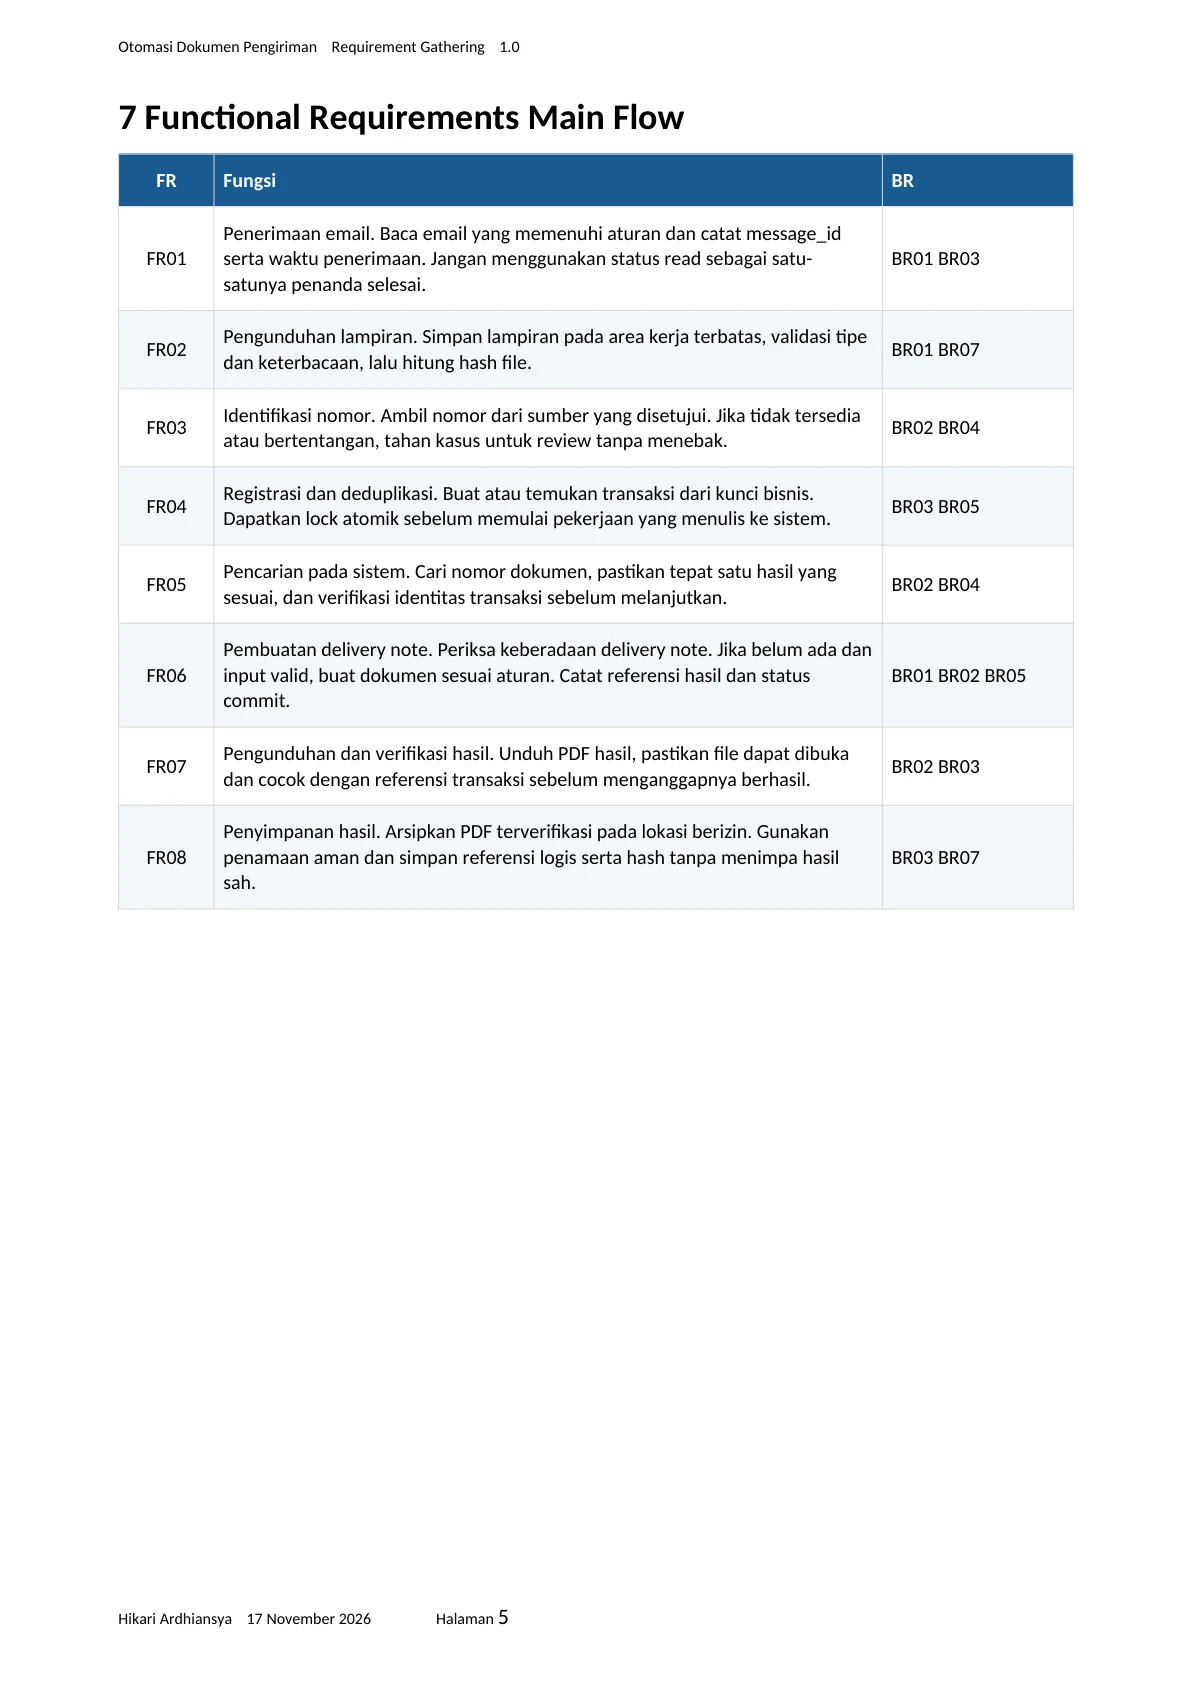 Otomasi Dokumen Pengiriman Requirement Gathering 1.0
7 Functional Requirements Main Flow
FR Fungsi BR
Penerimaan email. Baca email yang memenuhi aturan dan catat message_id
FR01 serta waktu penerimaan. Jangan menggunakan status read sebagai satu- BR01 BR03
satunya penanda selesai.
Pengunduhan lampiran. Simpan lampiran pada area kerja terbatas, validasi tipe
FR02 BR01 BR07
dan keterbacaan, lalu hitung hash file.
Identifikasi nomor. Ambil nomor dari sumber yang disetujui. Jika tidak tersedia
FR03 BR02 BR04
atau bertentangan, tahan kasus untuk review tanpa menebak.
Registrasi dan deduplikasi. Buat atau temukan transaksi dari kunci bisnis.
FR04 BR03 BR05
Dapatkan lock atomik sebelum memulai pekerjaan yang menulis ke sistem.
Pencarian pada sistem. Cari nomor dokumen, pastikan tepat satu hasil yang
FR05 BR02 BR04
sesuai, dan verifikasi identitas transaksi sebelum melanjutkan.
Pembuatan delivery note. Periksa keberadaan delivery note. Jika belum ada dan
FR06 input valid, buat dokumen sesuai aturan. Catat referensi hasil dan status BR01 BR02 BR05
commit.
Pengunduhan dan verifikasi hasil. Unduh PDF hasil, pastikan file dapat dibuka
FR07 BR02 BR03
dan cocok dengan referensi transaksi sebelum menganggapnya berhasil.
Penyimpanan hasil. Arsipkan PDF terverifikasi pada lokasi berizin. Gunakan
FR08 penamaan aman dan simpan referensi logis serta hash tanpa menimpa hasil BR03 BR07
sah.
Hikari Ardhiansya 17 November 2026 Halaman 5